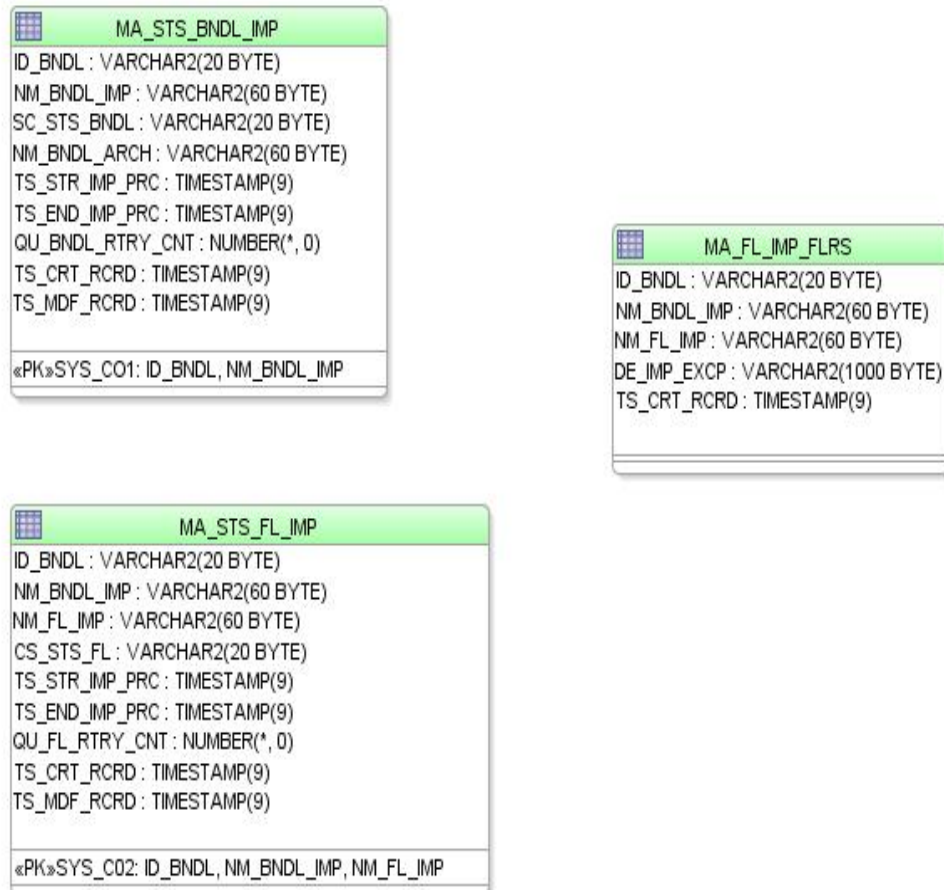 MA_STS_BNDL_IMP
ID_BNDL : VARCHAR2(20 BYTE)
NM_BNDL_IMP : VARCHAR2(60 BYTE)
SC_STS_BNDL : VARCHAR2(20 BYTE)
NM_BNDL_ARCH : VARCHAR2(60 BYTE)
TS_STR_IMP_PRC : TIMESTAMP(9)
TS_END_IMP_PRC : TIMESTAMP(9)
QU_BNDL_RTRY_CNT : NUMBER(*, 0)
TS_CRT_RCRD : TIMESTAMP(9)
TS_MDF_RCRD : TIMESTAMP(9)
«PK»SYS_CO1: ID_BNDL, NM_BNDL_IMP
MA_FL_IMP_FLRS
ID_BNDL : VARCHAR2(20 BYTE)
NM_BNDL_IMP : VARCHAR2(60 BYTE)
NM_FL_IMP : VARCHAR2(60 BYTE)
DE_IMP_EXCP : VARCHAR2(1000 BYTE)
TS_CRT_RCRD : TIMESTAMP(9)
MA_STS_FL_IMP
ID_BNDL : VARCHAR2(20 BYTE)
NM_BNDL_IMP : VARCHAR2(60 BYTE)
NM_FL_IMP : VARCHAR2(60 BYTE)
CS_STS_FL : VARCHAR2(20 BYTE)
TS_STR_IMP_PRC : TIMESTAMP(9)
TS_END_IMP_PRC : TIMESTAMP(9)
QU_FL_RTRY_CNT : NUMBER(*, 0)
TS_CRT_RCRD : TIMESTAMP(9)
TS_MDF_RCRD : TIMESTAMP(9)
«PK»SYS_C02: ID_BNDL, NM_BNDL_IMP, NM_FL_IMP